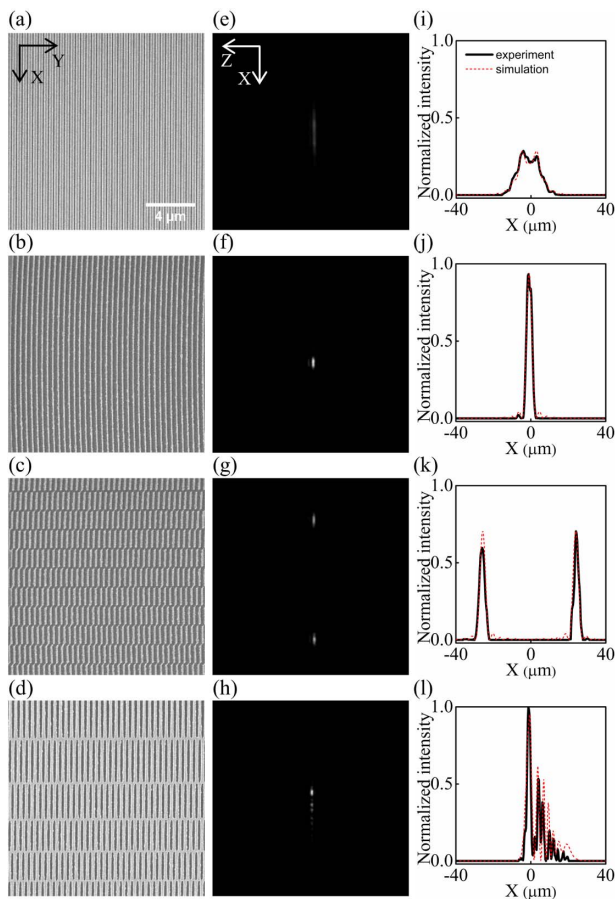 (a)
Y
X
4 μm
(e)
Z
X
(i)
experiment
simulation
Normalized intensity
1.0
0.5
0.0
-40
0
40
X (μm)
(b)
(f)
(j)
Normalized intensity
1.0
0.5
0.0
-40
0
40
X (μm)
(c)
(g)
(k)
Normalized intensity
1.0
0.5
0.0
-40
0
40
X (μm)
(d)
(h)
(l)
Normalized intensity
1.0
0.5
0.0
-40
0
40
X (μm)